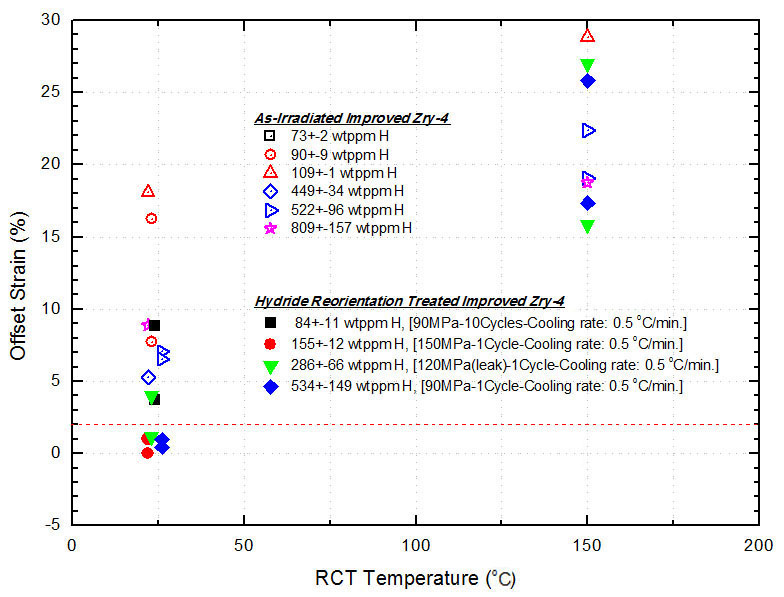 30
25
20
15
10
5
0
-5
0
50
100
150
200
Offset Strain (%)
RCT Temperature (°C)
As-Irradiated Improved Zry-4
73+-2 wtppm H
90+-9 wtppm H
109+-1 wtppm H
449+-34 wtppm H
522+-96 wtppm H
809+-157 wtppm H
Hydride Reorientation Treated Improved Zry-4
84+-11 wtppm H, [90MPa-10Cycles-Cooling rate: 0.5 °C/min.]
155+-12 wtppm H, [150MPa-1Cycle-Cooling rate: 0.5 °C/min.]
286+-66 wtppm H, [120MPa(leak)-1Cycle-Cooling rate: 0.5 °C/min.]
534+-149 wtppm H, [90MPa-1Cycle-Cooling rate: 0.5 °C/min.]